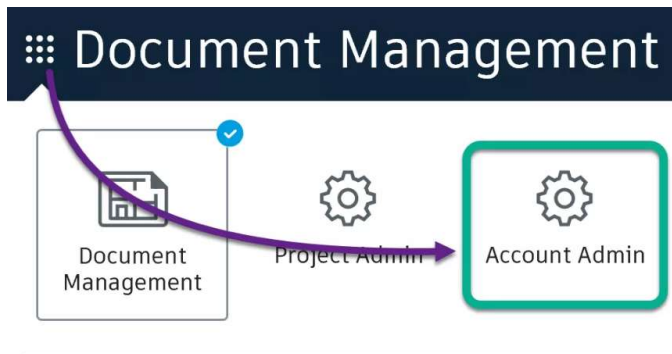 Document Management
Document
Management
Project Admin
Account Admin